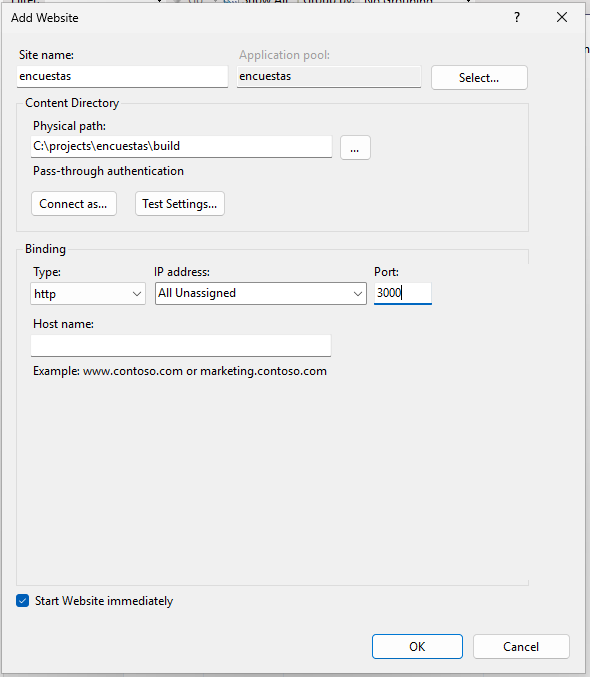 Add Website
?
Site name:
Application pool:
encuestas
encuestas
Select...
Content Directory
Physical path:
C:\projects\encuestas\build
...
Pass-through authentication
Connect as...
Test Settings...
Binding
Type:
IP address:
Port:
http
All Unassigned
3000
Host name:
Example: www.contoso.com or marketing.contoso.com
Start Website immediately
OK
Cancel